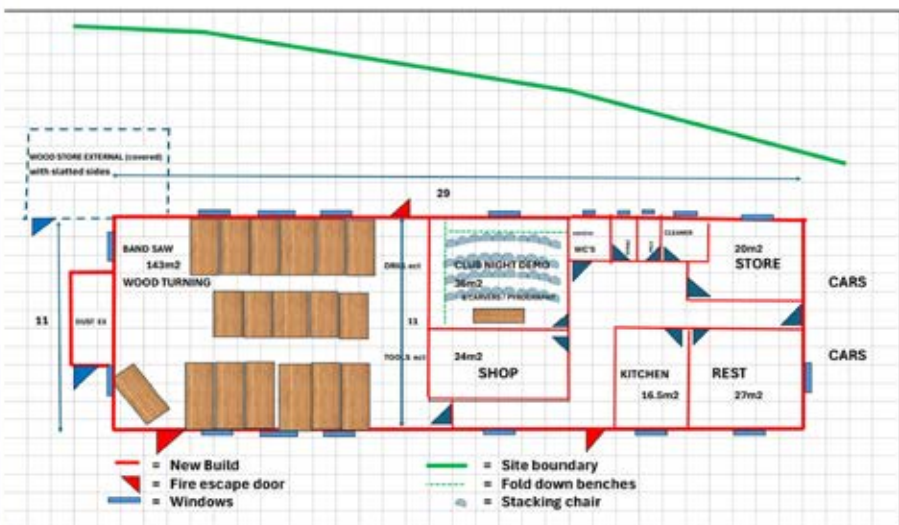 WOOD STORE EXTERNAL (covered)
with slatted sides
29
BAND SAW
143m2
WOOD TURNING
DUST EX
11
DRILL ect
11
TOOLS ect
CLUB NIGHT DEMO
36m2
24m2
SHOP
WC'S
CLEANER
20m2
STORE
CARS
CARS
KITCHEN
16.5m2
REST
27m2
= New Build
= Fire escape door
= Windows
= Site boundary
= Fold down benches
= Stacking chair